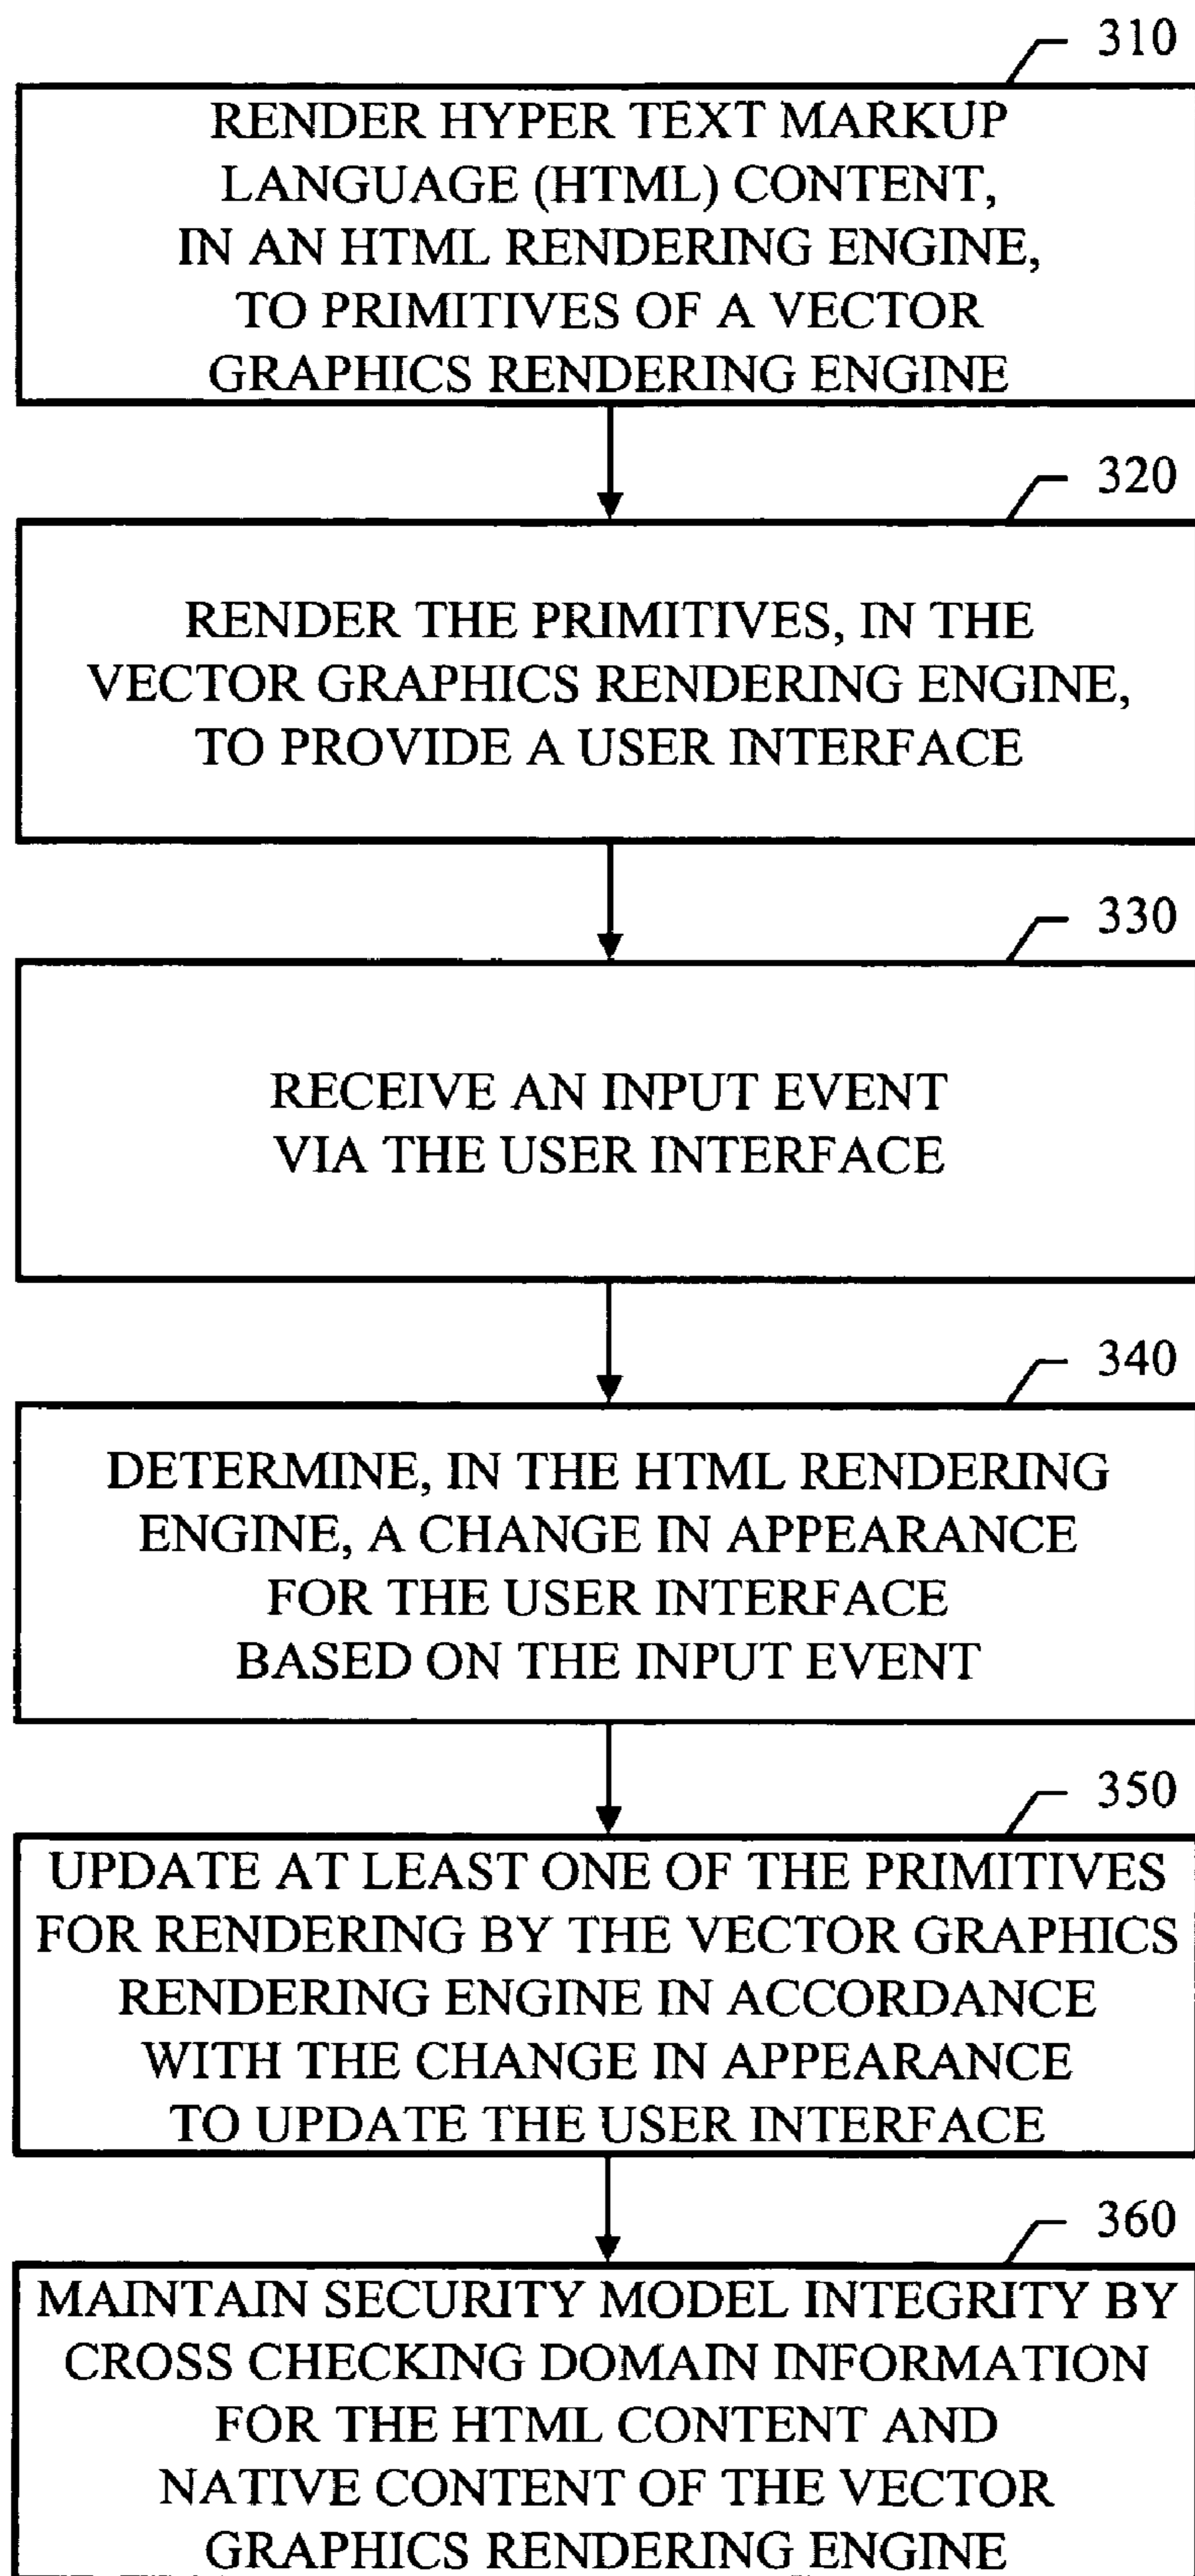 310
RENDER HYPER TEXT MARKUP
LANGUAGE (HTML) CONTENT,
IN AN HTML RENDERING ENGINE,
TO PRIMITIVES OF A VECTOR
GRAPHICS RENDERING ENGINE
320
RENDER THE PRIMITIVES, IN THE
VECTOR GRAPHICS RENDERING ENGINE,
TO PROVIDE A USER INTERFACE
330
RECEIVE AN INPUT EVENT
VIA THE USER INTERFACE
340
DETERMINE, IN THE HTML RENDERING
ENGINE, A CHANGE IN APPEARANCE
FOR THE USER INTERFACE
BASED ON THE INPUT EVENT
350
UPDATE AT LEAST ONE OF THE PRIMITIVES
FOR RENDERING BY THE VECTOR GRAPHICS
RENDERING ENGINE IN ACCORDANCE
WITH THE CHANGE IN APPEARANCE
TO UPDATE THE USER INTERFACE
360
MAINTAIN SECURITY MODEL INTEGRITY BY
CROSS CHECKING DOMAIN INFORMATION
FOR THE HTML CONTENT AND
NATIVE CONTENT OF THE VECTOR
GRAPHICS RENDERING ENGINE